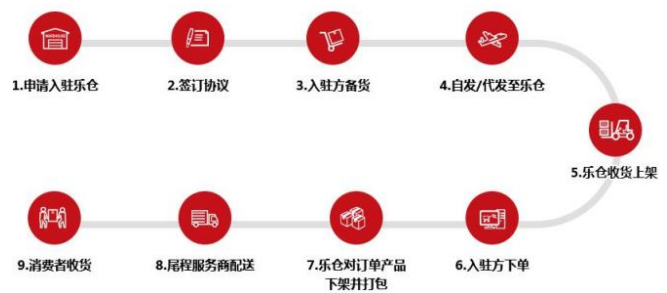 1.申请入驻乐仓
2.签订协议
3.入驻方备货
4.自发/代发至乐仓
5.乐仓收货上架
6.入驻方下单
7.乐仓对订单产品
下架并打包
8.尾程服务商配送
9.消费者收货